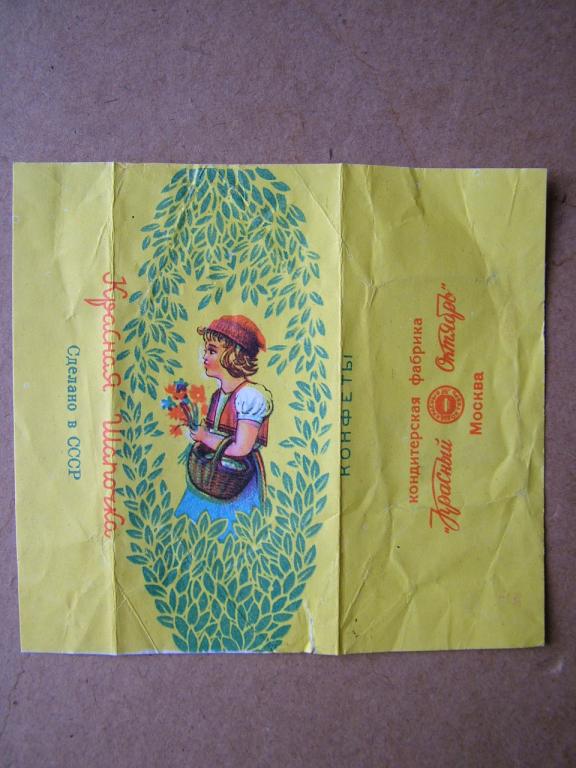 Сделано в СССР
Красная Шапочка
КОНФЕТЫ
кондитерская фабрика
"Красный Октябрь"
Москва